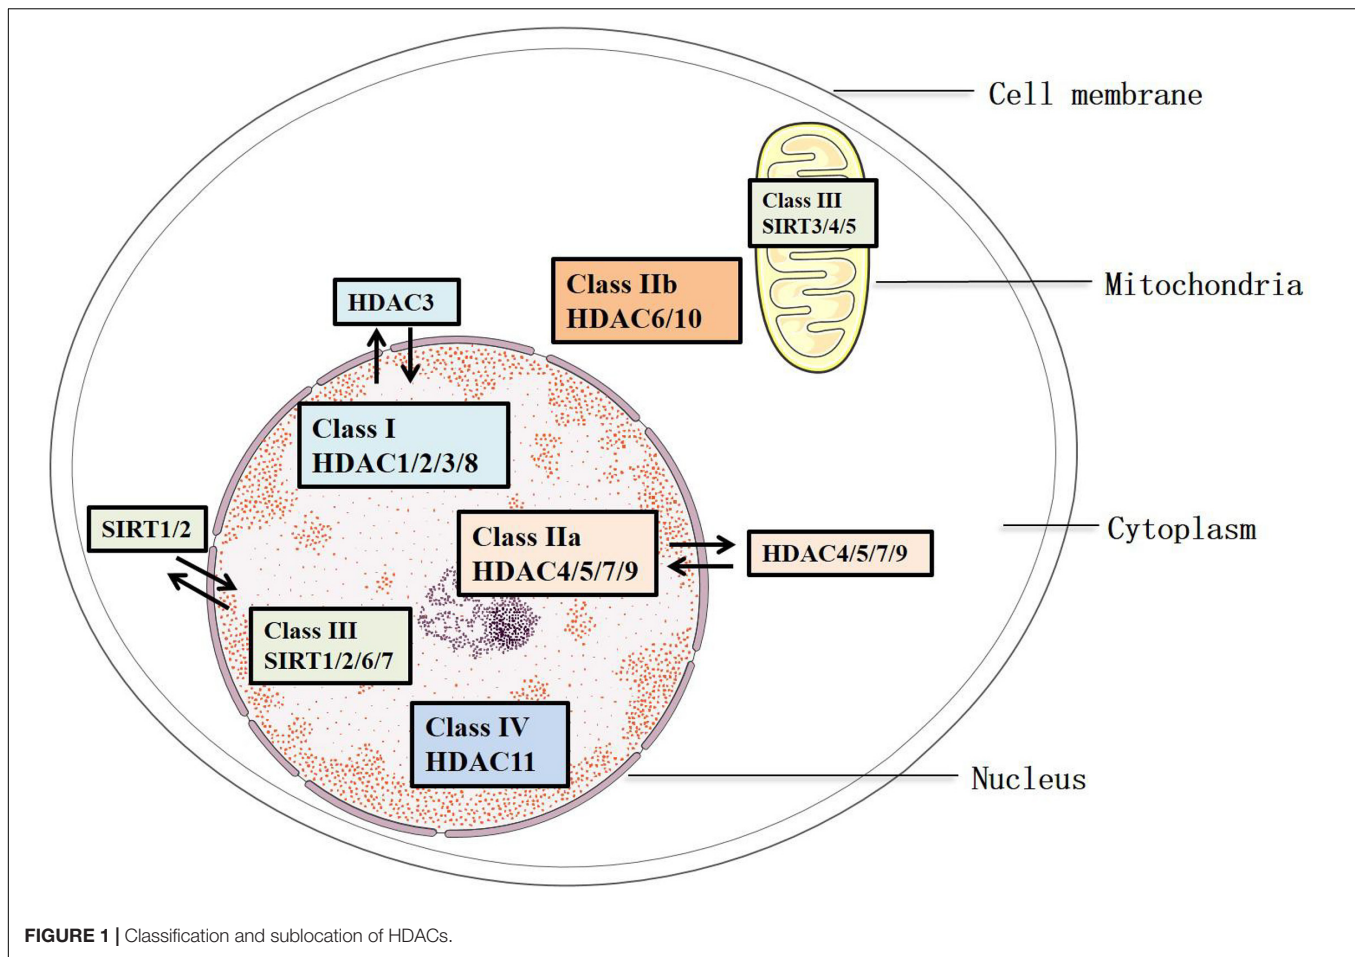 Cell membrane
Class III
SIRT3/4/5
Class IIb
HDAC6/10
Mitochondria
HDAC3
Class I
HDAC1/2/3/8
SIRT1/2
Class IIa
HDAC4/5/7/9
HDAC4/5/7/9
Cytoplasm
Class III
SIRT1/2/6/7
Class IV
HDAC11
Nucleus
FIGURE 1 | Classification and sublocation of HDACs.